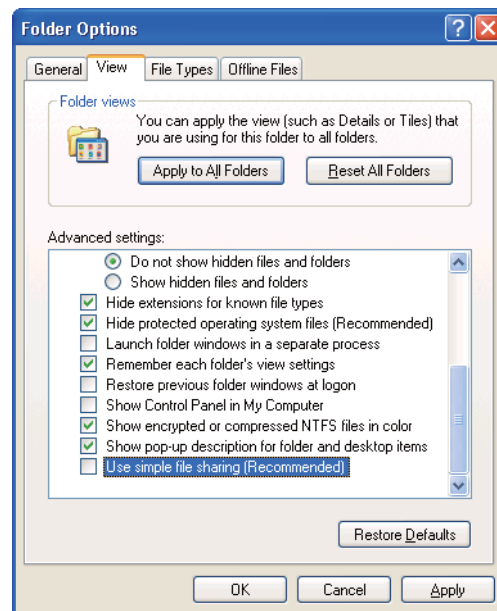 Folder Options
General View File Types Offline Files
Folder views
You can apply the view (such as Details or Tiles) that
you are using for this folder to all folders.
Apply to All Folders Reset All Folders
Advanced settings:
Do not show hidden files and folders
Show hidden files and folders
Hide extensions for known file types
Hide protected operating system files (Recommended)
Launch folder windows in a separate process
Remember each folder's view settings
Restore previous folder windows at logon
Show Control Panel in My Computer
Show encrypted or compressed NTFS files in color
Show pop-up description for folder and desktop items
Use simple file sharing (Recommended)
Restore Defaults
OK Cancel Apply